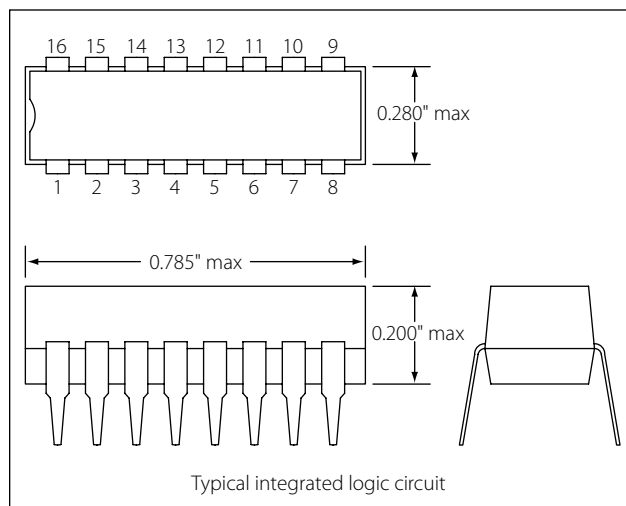 16 15 14 13 12 11 10 9
0.280" max
1 2 3 4 5 6 7 8
0.785" max
0.200" max
Typical integrated logic circuit